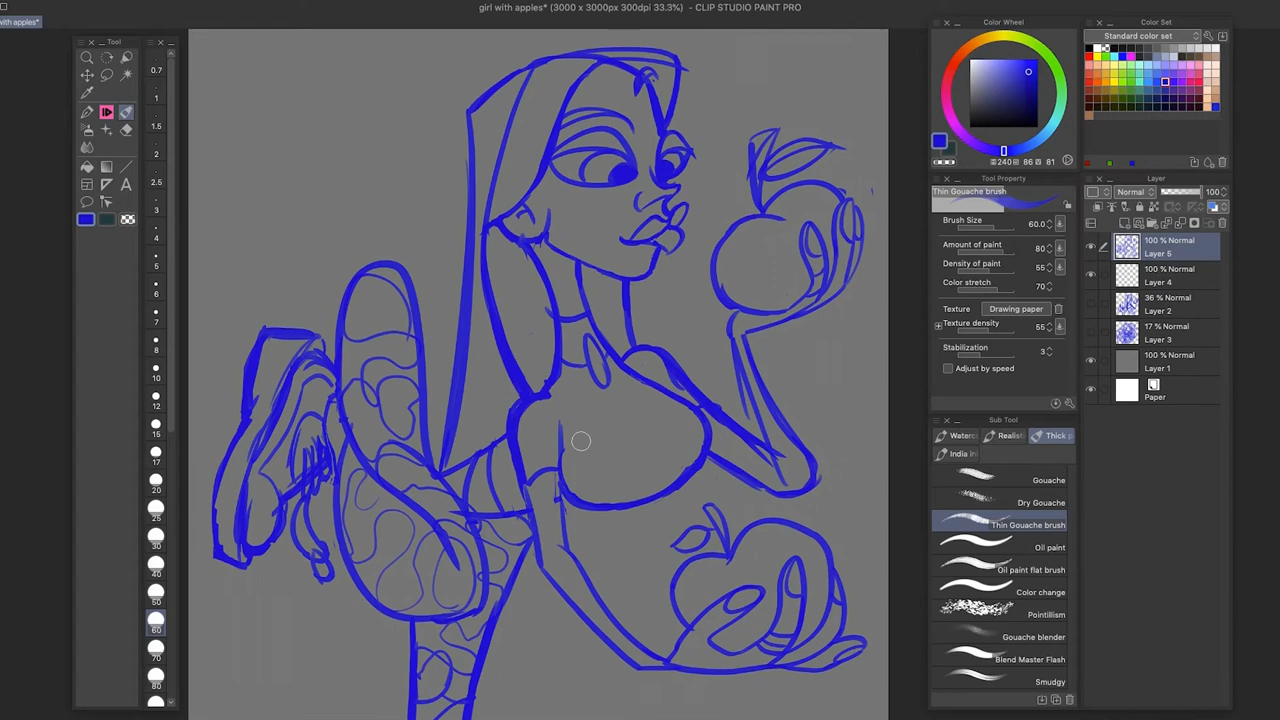 girl with apples* (3000 x 3000px 300dpi 33.3%) - CLIP STUDIO PAINT PRO
with apples*
Tool
0.7
1
1.5
2
2.5
3
4
5
6
7
8
10
12
15
17
20
25
30
40
50
60
70
80
Color Wheel
240 86 81
Tool Property
Thin Gouache brush
Brush Size 60.0
Amount of paint 80
Density of paint 55
Color stretch 70
Texture Drawing paper
Texture density 55
Stabilization 3
Adjust by speed
Sub Tool
Waterc
Realist
Thick p
India in
Gouache
Dry Gouache
Thin Gouache brush
Oil paint
Oil paint flat brush
Color change
Pointillism
Gouache blender
Blend Master Flash
Smudgy
Color Set
Standard color set
Layer
Normal 100
100 % Normal
Layer 5
100 % Normal
Layer 4
36 % Normal
Layer 2
17 % Normal
Layer 3
100 % Normal
Layer 1
Paper